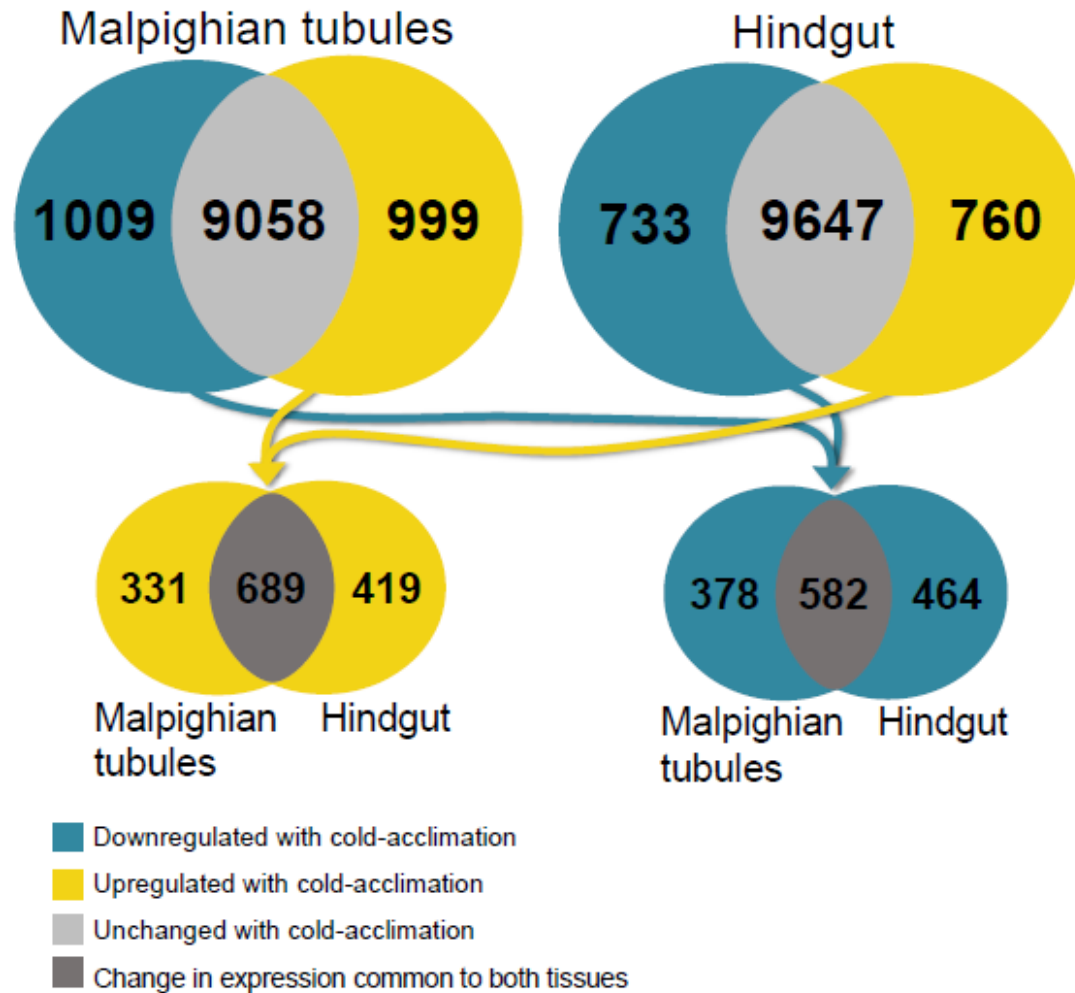 Malpighian tubules
Hindgut
1009 9058 999
733 9647 760
331 689 419
378 582 464
Malpighian tubules
Hindgut
Malpighian tubules
Hindgut
Downregulated with cold-acclimation
Upregulated with cold-acclimation
Unchanged with cold-acclimation
Change in expression common to both tissues